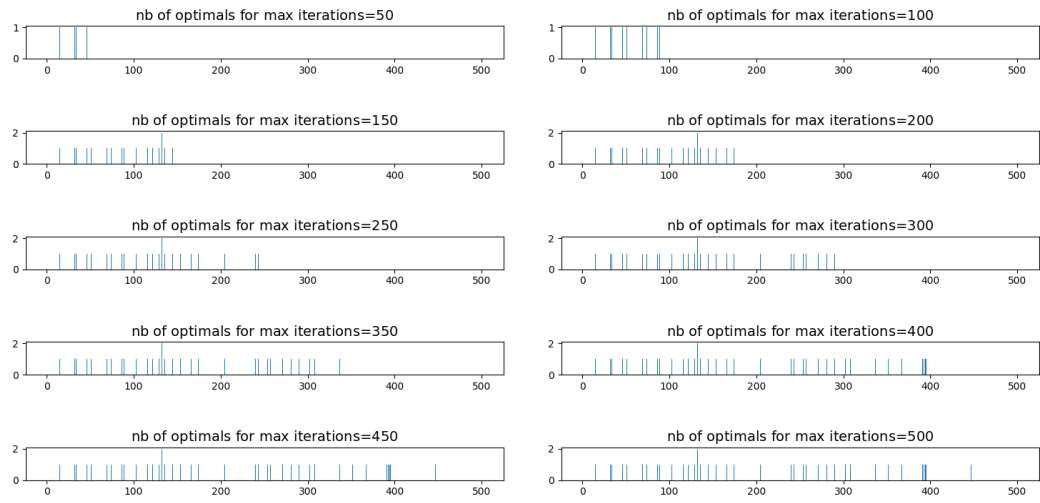 nb of optimals for max iterations=50
1
0
0 100 200 300 400 500
nb of optimals for max iterations=100
1
0
0 100 200 300 400 500
nb of optimals for max iterations=150
2
0
0 100 200 300 400 500
nb of optimals for max iterations=200
2
0
0 100 200 300 400 500
nb of optimals for max iterations=250
2
0
0 100 200 300 400 500
nb of optimals for max iterations=300
2
0
0 100 200 300 400 500
nb of optimals for max iterations=350
2
0
0 100 200 300 400 500
nb of optimals for max iterations=400
2
0
0 100 200 300 400 500
nb of optimals for max iterations=450
2
0
0 100 200 300 400 500
nb of optimals for max iterations=500
2
0
0 100 200 300 400 500